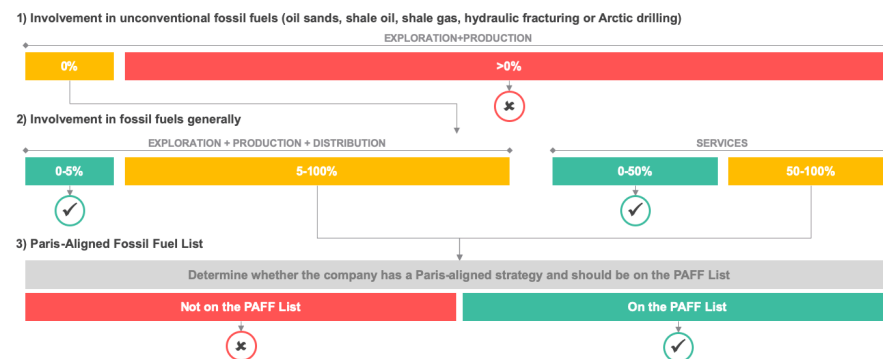 1) Involvement in unconventional fossil fuels (oil sands, shale oil, shale gas, hydraulic fracturing or Arctic drilling)
EXPLORATION+PRODUCTION
0%
>0%
2) Involvement in fossil fuels generally
EXPLORATION + PRODUCTION + DISTRIBUTION
SERVICES
0-5%
5-100%
0-50%
50-100%
3) Paris-Aligned Fossil Fuel List
Determine whether the company has a Paris-aligned strategy and should be on the PAFF List
Not on the PAFF List
On the PAFF List